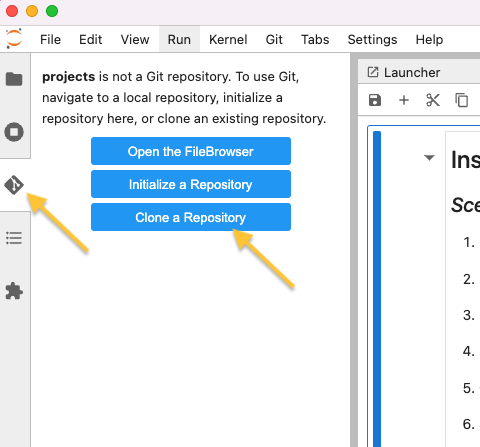 File Edit View Run Kernel Git Tabs Settings Help
projects is not a Git repository. To use Git,
navigate to a local repository, initialize a
repository here, or clone an existing repository.
Open the FileBrowser
Initialize a Repository
Clone a Repository
Launcher
Ins
Sce
1.
2.
3.
4.
5.
6.